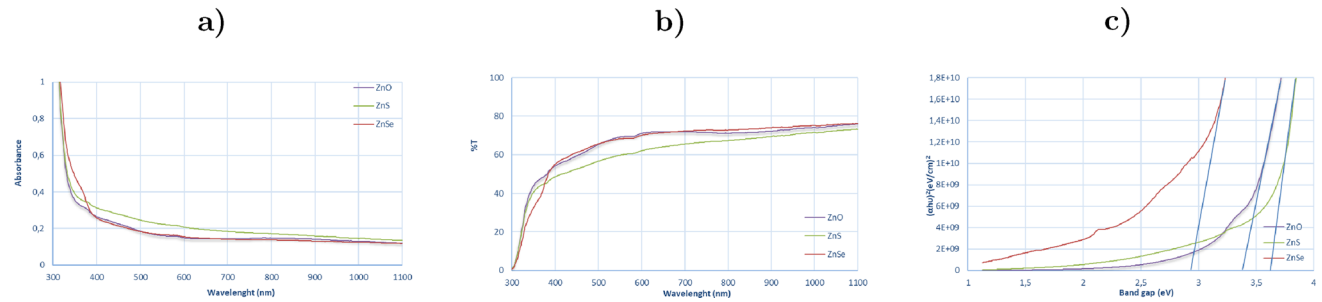 a)
b)
c)
1
0,8
0,6
0,4
0,2
0
300 400 500 600 700 800 900 1000 1100
Absorbance
Wavelenght (nm)
ZnO
ZnS
ZnSe
100
80
60
40
20
0
300 400 500 600 700 800 900 1000 1100
%T
Wavelenght (nm)
ZnO
ZnS
ZnSe
1,8E+10
1,6E+10
1,4E+10
1,2E+10
1E+10
8E+09
6E+09
4E+09
2E+09
0
1 1,5 2 2,5 3 3,5 4
(αhu)²(eV/cm)²
Band gap (eV)
ZnO
ZnS
ZnSe